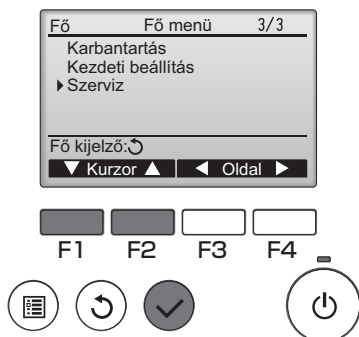 Fő Fő menü 3/3
Karbantartás
Kezdeti beállítás
Szerviz
Fő kijelző:
Kurzor Oldal
F1 F2 F3 F4